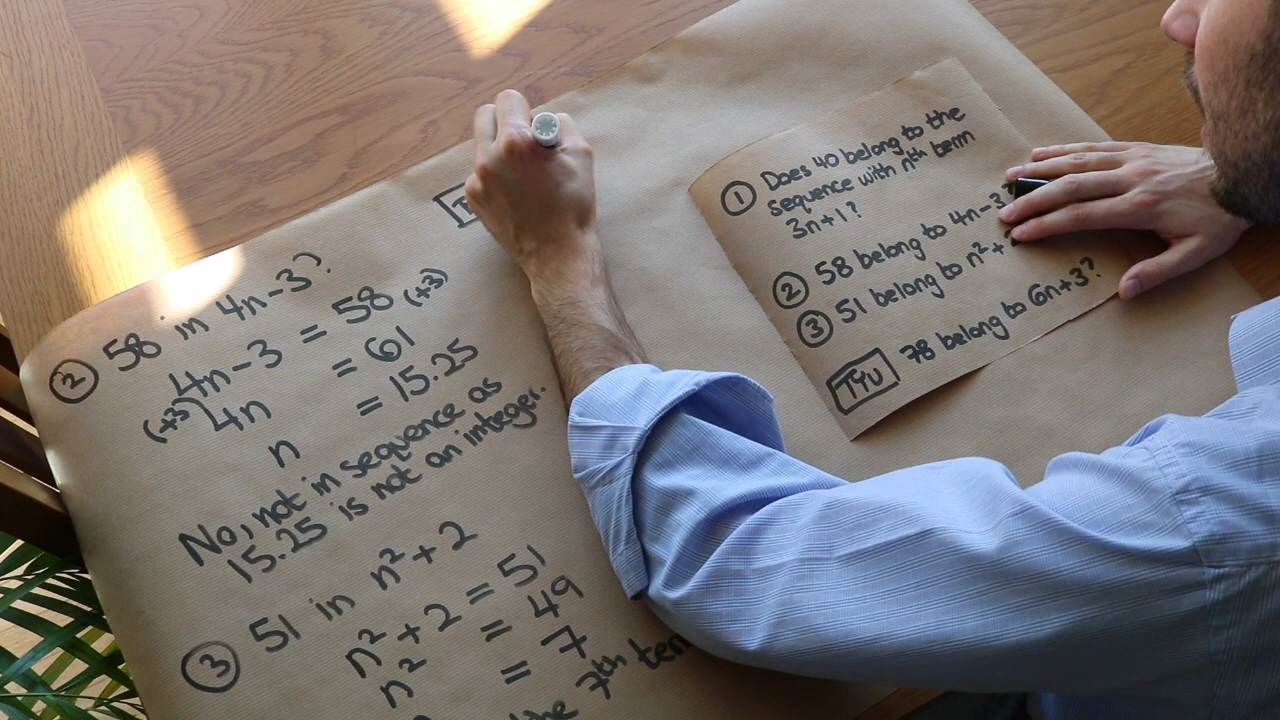 ② 58 in 4n-3?
4n-3 = 58 (+3)
(+3) 4n = 61
n = 15.25
No, not in sequence as
15.25 is not an integer.
③ 51 in n²+2
n²+2 = 51
n² = 49
= 7
the 7th term
① Does 40 belong to the
sequence with nth term
3n+1?
② 58 belong to 4n-3?
③ 51 belong to n²+
TYU 78 belong to 6n+3?